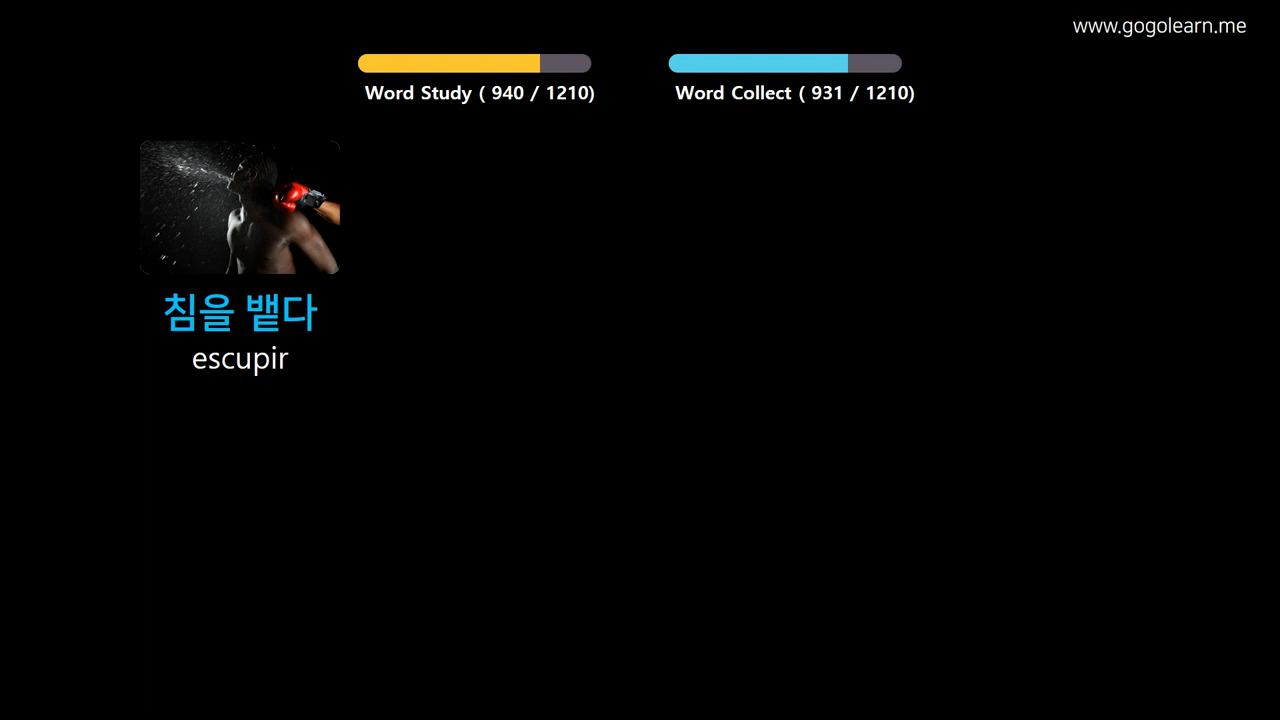 www.gogolearn.me
Word Study ( 940 / 1210)
Word Collect ( 931 / 1210)
침을 뱉다
escupir